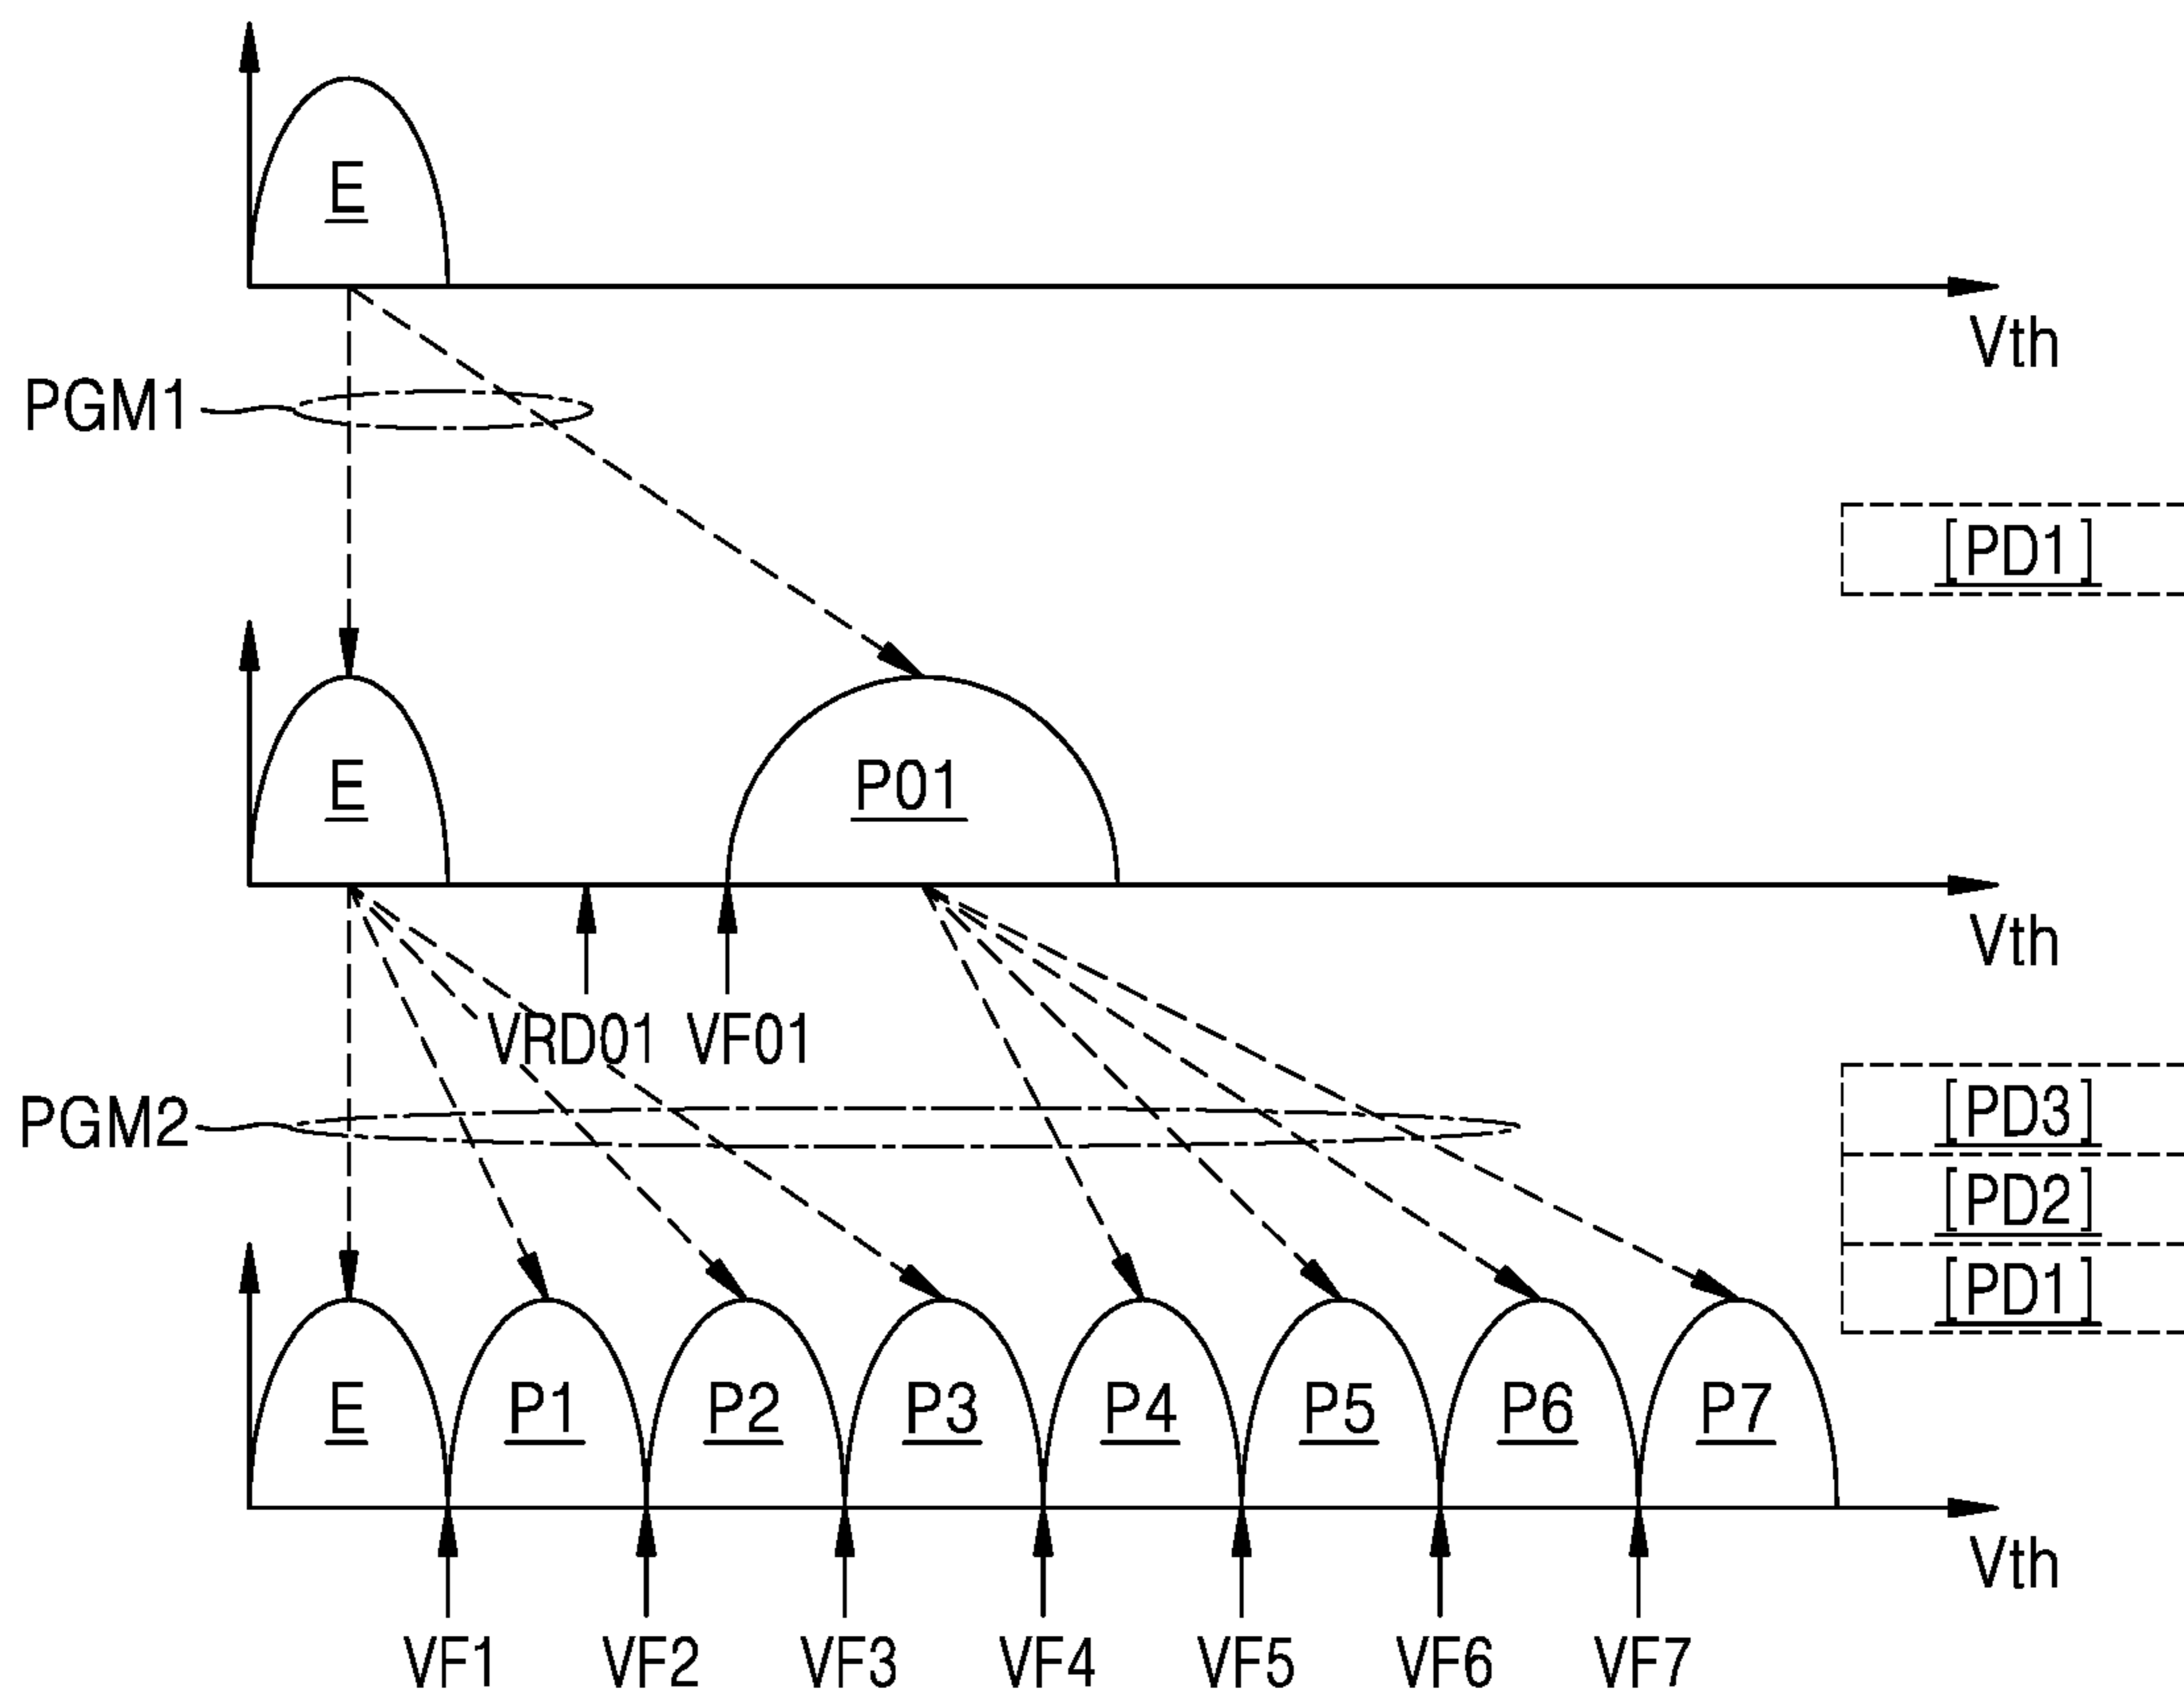 E
Vth
PGM1
[PD1]
E
P01
Vth
VRD01 VF01
PGM2
[PD3]
[PD2]
[PD1]
E P1 P2 P3 P4 P5 P6 P7
Vth
VF1 VF2 VF3 VF4 VF5 VF6 VF7